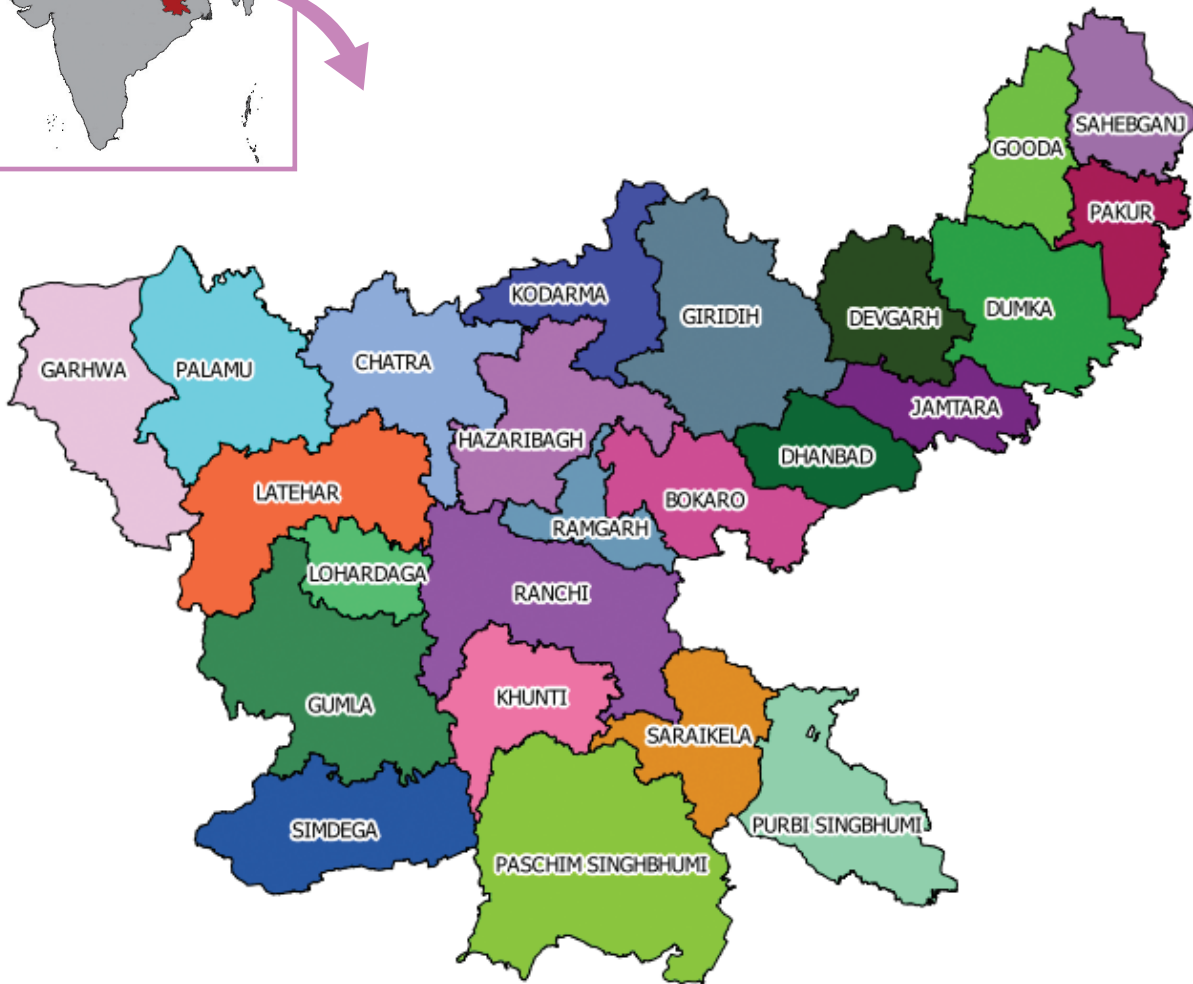 SAHEBGANJ
GOODA
PAKUR
KODARMA
GIRIDIH
DEVGARH
DUMKA
GARHWA
PALAMU
CHATRA
JAMTARA
HAZARIBAGH
DHANBAD
LATEHAR
BOKARO
RAMGARH
LOHARDAGA
RANCHI
KHUNTI
GUMLA
SARAIKELA
SIMDEGA
PURBI SINGBHUMI
PASCHIM SINGHBHUMI